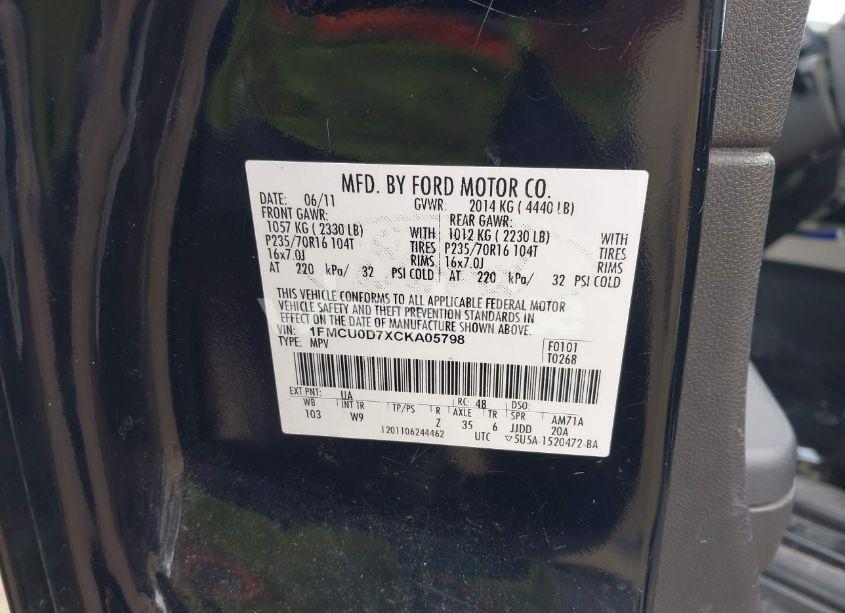 MFD. BY FORD MOTOR CO.
DATE: 06/11 GVWR: 2014 KG ( 4440 LB)
FRONT GAWR: REAR GAWR:
1057 KG ( 2330 LB) WITH 1012 KG ( 2230 LB) WITH
P235/70R16 104T TIRES P235/70R16 104T TIRES
16x7.0J RIMS 16x7.0J RIMS
AT 220 kPa/ 32 PSI COLD AT 220 kPa/ 32 PSI COLD
THIS VEHICLE CONFORMS TO ALL APPLICABLE FEDERAL MOTOR
VEHICLE SAFETY AND THEFT PREVENTION STANDARDS IN
EFFECT ON THE DATE OF MANUFACTURE SHOWN ABOVE.
VIN: 1FMCU0D7XCKA05798 F0101
TYPE: MPV T0268
EXT PNT: UA RC: 48 DSO:
WB INT TR TP/PS R AXLE TR SPR AM71A
103 W9 Z 35 6 JJDD 20A
1201106244462 UTC ▽5U5A-1520472-BA